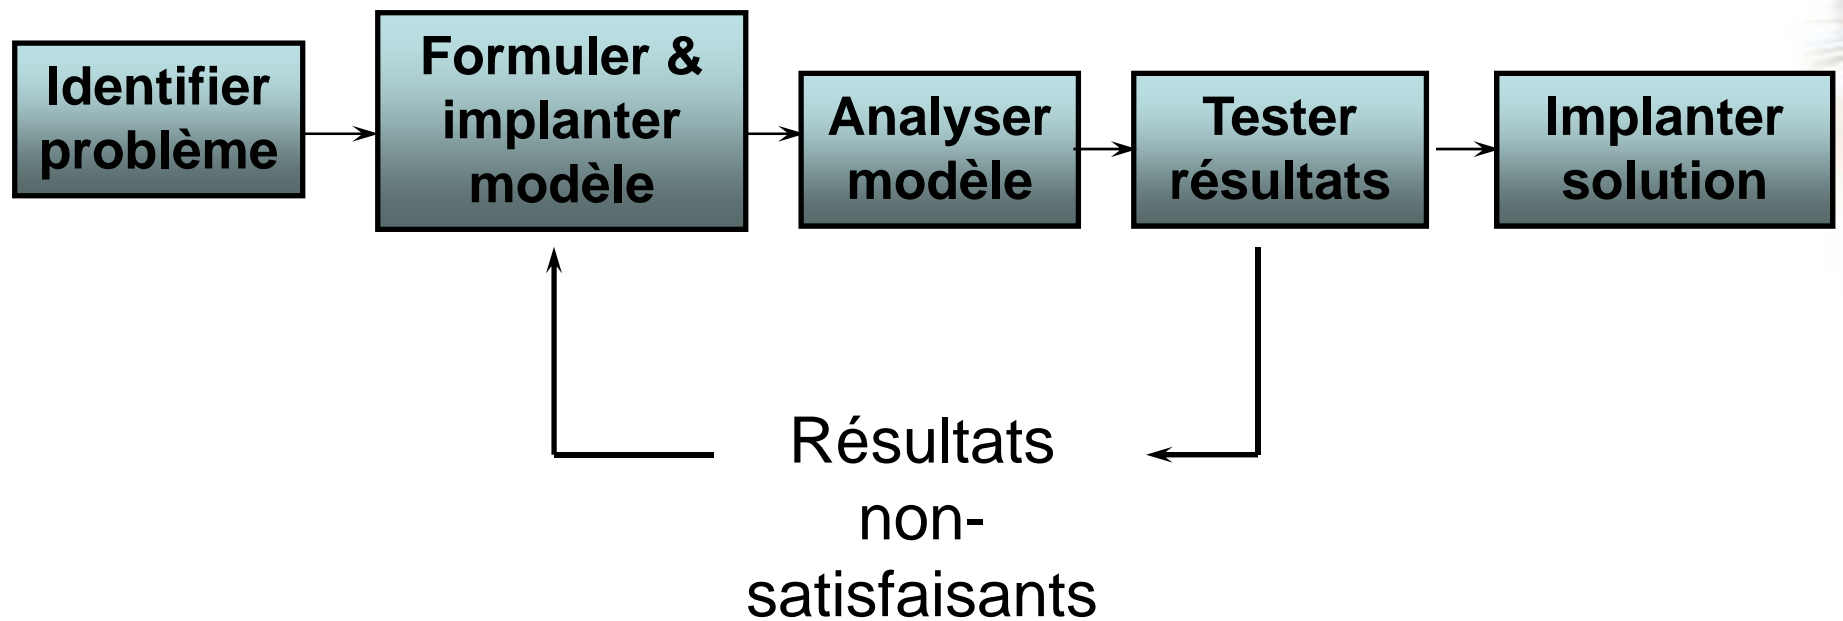 Identifier
problème
Formuler &
implanter
modèle
Analyser
modèle
Tester
résultats
Implanter
solution
Résultats
non-
satisfaisants